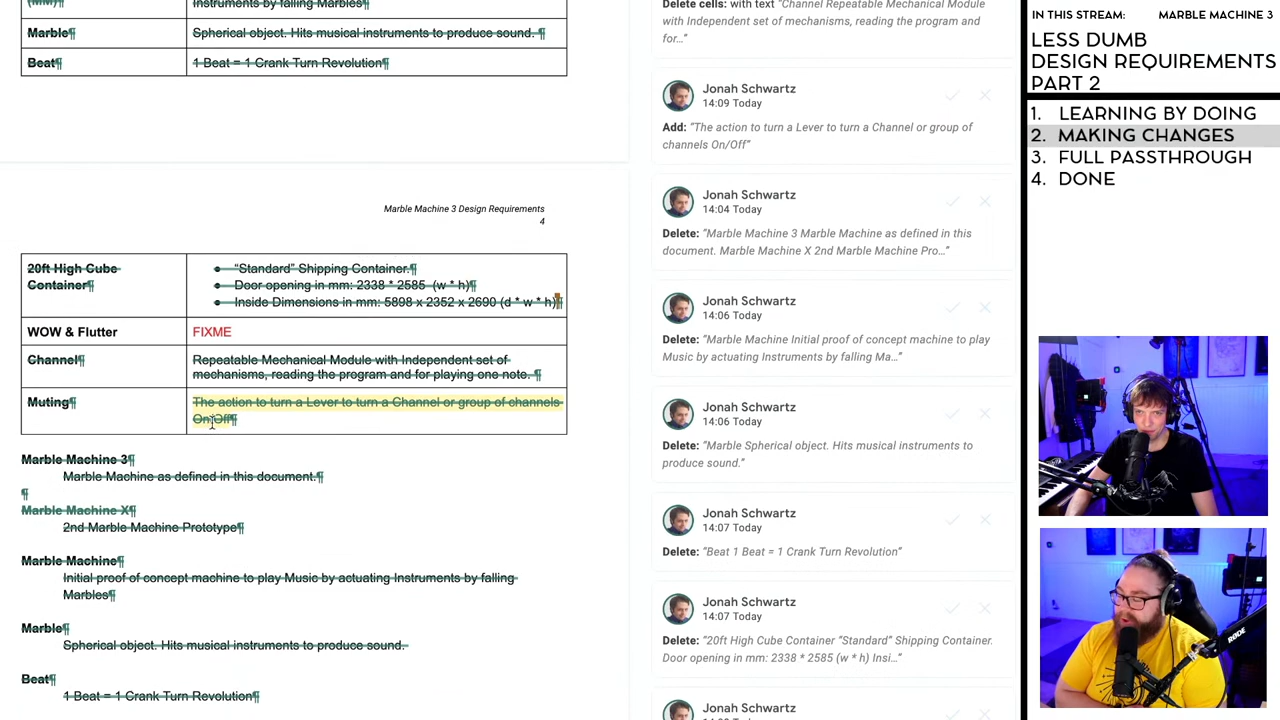 (MM)¶
Instruments by falling Marbles¶
Marble¶
Spherical object. Hits musical instruments to produce sound. ¶
Beat¶
1 Beat = 1 Crank Turn Revolution¶
Marble Machine 3 Design Requirements
4
20ft High Cube
Container¶
● "Standard" Shipping Container.¶
● Door opening in mm: 2338 * 2585 (w * h)¶
● Inside Dimensions in mm: 5898 x 2352 x 2690 (d * w * h)¶
WOW & Flutter
FIXME
Channel¶
Repeatable Mechanical Module with Independent set of
mechanisms, reading the program and for playing one note. ¶
Muting¶
The action to turn a Lever to turn a Channel or group of channels
On/Off¶
Marble Machine 3¶
Marble Machine as defined in this document.¶
¶
Marble Machine X¶
2nd Marble Machine Prototype¶
Marble Machine¶
Initial proof of concept machine to play Music by actuating Instruments by falling
Marbles¶
Marble¶
Spherical object. Hits musical instruments to produce sound.
Beat¶
1 Beat = 1 Crank Turn Revolution¶
Delete cells: with text "Channel Repeatable Mechanical Module
with Independent set of mechanisms, reading the program and
for..."
Jonah Schwartz
14:09 Today
Add: "The action to turn a Lever to turn a Channel or group of
channels On/Off"
Jonah Schwartz
14:04 Today
Delete: "Marble Machine 3 Marble Machine as defined in this
document. Marble Machine X 2nd Marble Machine Pro..."
Jonah Schwartz
14:06 Today
Delete: "Marble Machine Initial proof of concept machine to play
Music by actuating Instruments by falling Ma..."
Jonah Schwartz
14:06 Today
Delete: "Marble Spherical object. Hits musical instruments to
produce sound."
Jonah Schwartz
14:07 Today
Delete: "Beat 1 Beat = 1 Crank Turn Revolution"
Jonah Schwartz
14:07 Today
Delete: "20ft High Cube Container "Standard" Shipping Container.
Door opening in mm: 2338 * 2585 (w * h) Insi..."
Jonah Schwartz
IN THIS STREAM: MARBLE MACHINE 3
LESS DUMB
DESIGN REQUIREMENTS
PART 2
1. LEARNING BY DOING
2. MAKING CHANGES
3. FULL PASSTHROUGH
4. DONE
RODE